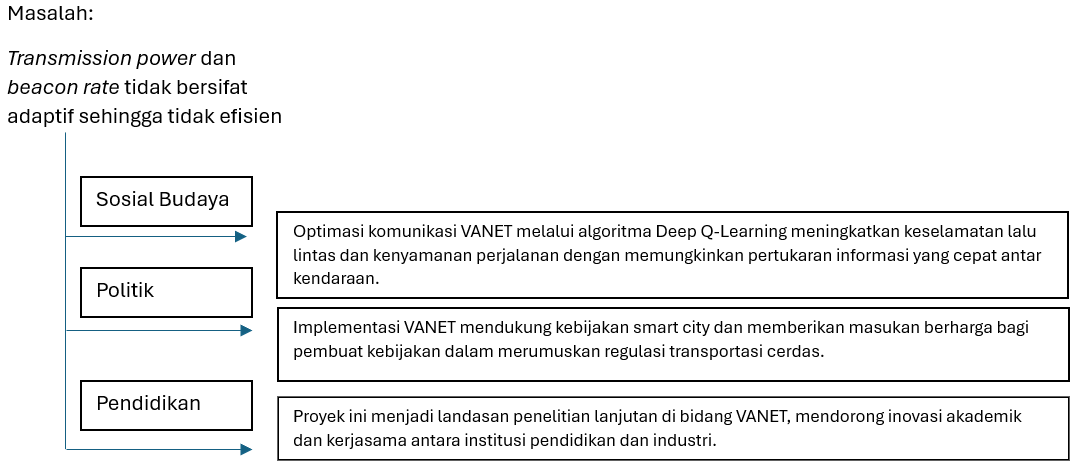 Masalah:
Transmission power dan
beacon rate tidak bersifat
adaptif sehingga tidak efisien
Sosial Budaya
Optimasi komunikasi VANET melalui algoritma Deep Q-Learning meningkatkan keselamatan lalu
lintas dan kenyamanan perjalanan dengan memungkinkan pertukaran informasi yang cepat antar
kendaraan.
Politik
Implementasi VANET mendukung kebijakan smart city dan memberikan masukan berharga bagi
pembuat kebijakan dalam merumuskan regulasi transportasi cerdas.
Pendidikan
Proyek ini menjadi landasan penelitian lanjutan di bidang VANET, mendorong inovasi akademik
dan kerjasama antara institusi pendidikan dan industri.